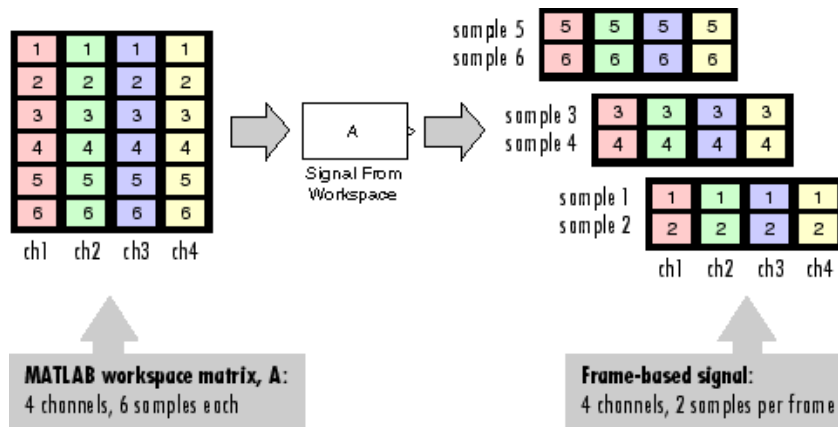 1 1 1 1
2 2 2 2
3 3 3 3
4 4 4 4
5 5 5 5
6 6 6 6
ch1 ch2 ch3 ch4
A
Signal From
Workspace
sample 5 5 5 5 5
sample 6 6 6 6 6
sample 3 3 3 3 3
sample 4 4 4 4 4
sample 1 1 1 1 1
sample 2 2 2 2 2
ch1 ch2 ch3 ch4
MATLAB workspace matrix, A:
4 channels, 6 samples each
Frame-based signal:
4 channels, 2 samples per frame